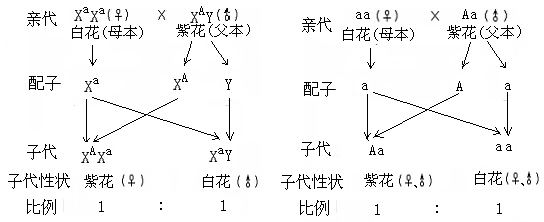 亲代 XᵃXᵃ(♀) × XᴬY(♂)
白花(母本) 紫花(父本)
配子 Xᵃ Xᴬ Y
子代 XᴬXᵃ XᵃY
子代性状 紫花(♀) 白花(♂)
比例 1 : 1
亲代 aa(♀) × Aa(♂)
白花(母本) 紫花(父本)
配子 a A a
子代 Aa aa
子代性状 紫花(♀、♂) 白花(♀、♂)
比例 1 : 1